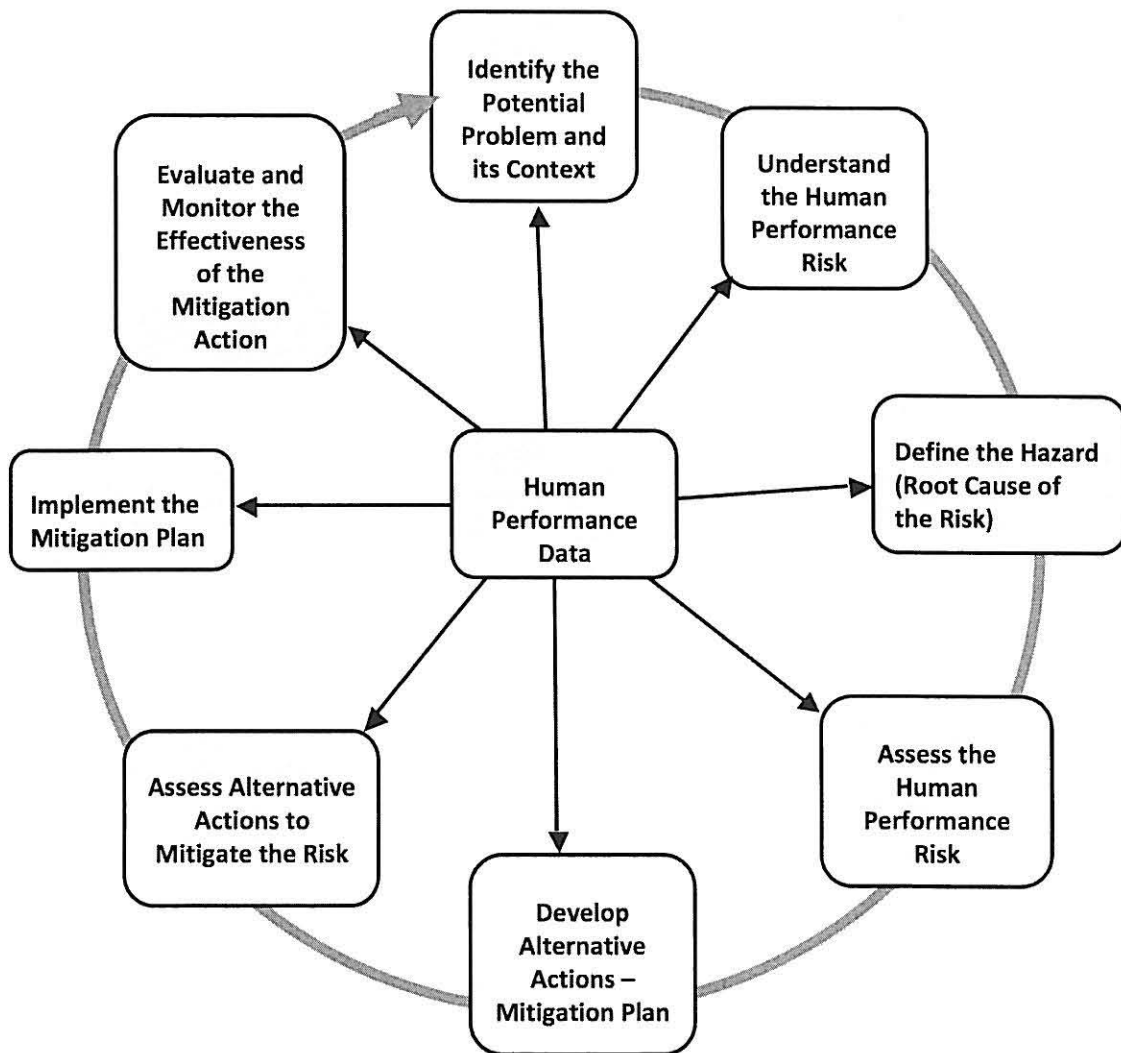 Identify the
Potential
Problem and
its Context
Understand
the Human
Performance
Risk
Define the Hazard
(Root Cause of
the Risk)
Assess the
Human
Performance
Risk
Develop
Alternative
Actions –
Mitigation Plan
Assess Alternative
Actions to
Mitigate the Risk
Implement the
Mitigation Plan
Evaluate and
Monitor the
Effectiveness
of the
Mitigation
Action
Human
Performance
Data